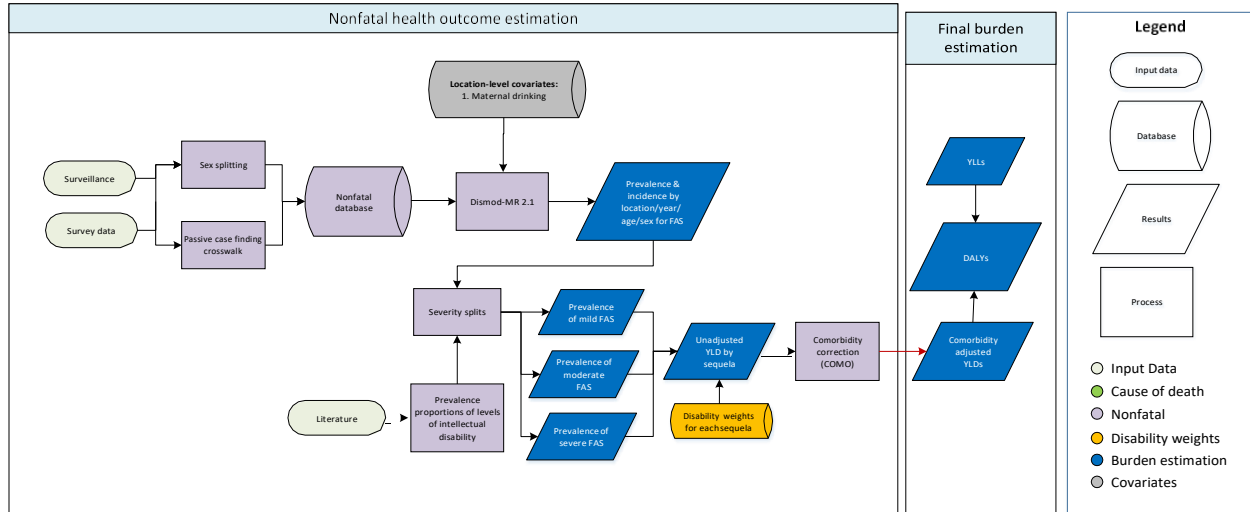 Nonfatal health outcome estimation
Final burden
estimation
Legend
Location-level covariates:
1. Maternal drinking
Surveillance
Survey data
Sex splitting
Passive case finding
crosswalk
Nonfatal
database
Dismod-MR 2.1
Prevalence &
incidence by
location/year/
age/sex for FAS
Severity splits
Literature
Prevalence
proportions of levels
of intellectual
disability
Prevalence
of mild FAS
Prevalence of
moderate
FAS
Prevalence of
severe FAS
Unadjusted
YLD by
sequela
Disability weights
for eachsequela
Comorbidity
correction
(COMO)
YLLs
DALYs
Comorbidity
adjusted
YLDs
Input data
Database
Results
Process
Input Data
Cause of death
Nonfatal
Disability weights
Burden estimation
Covariates